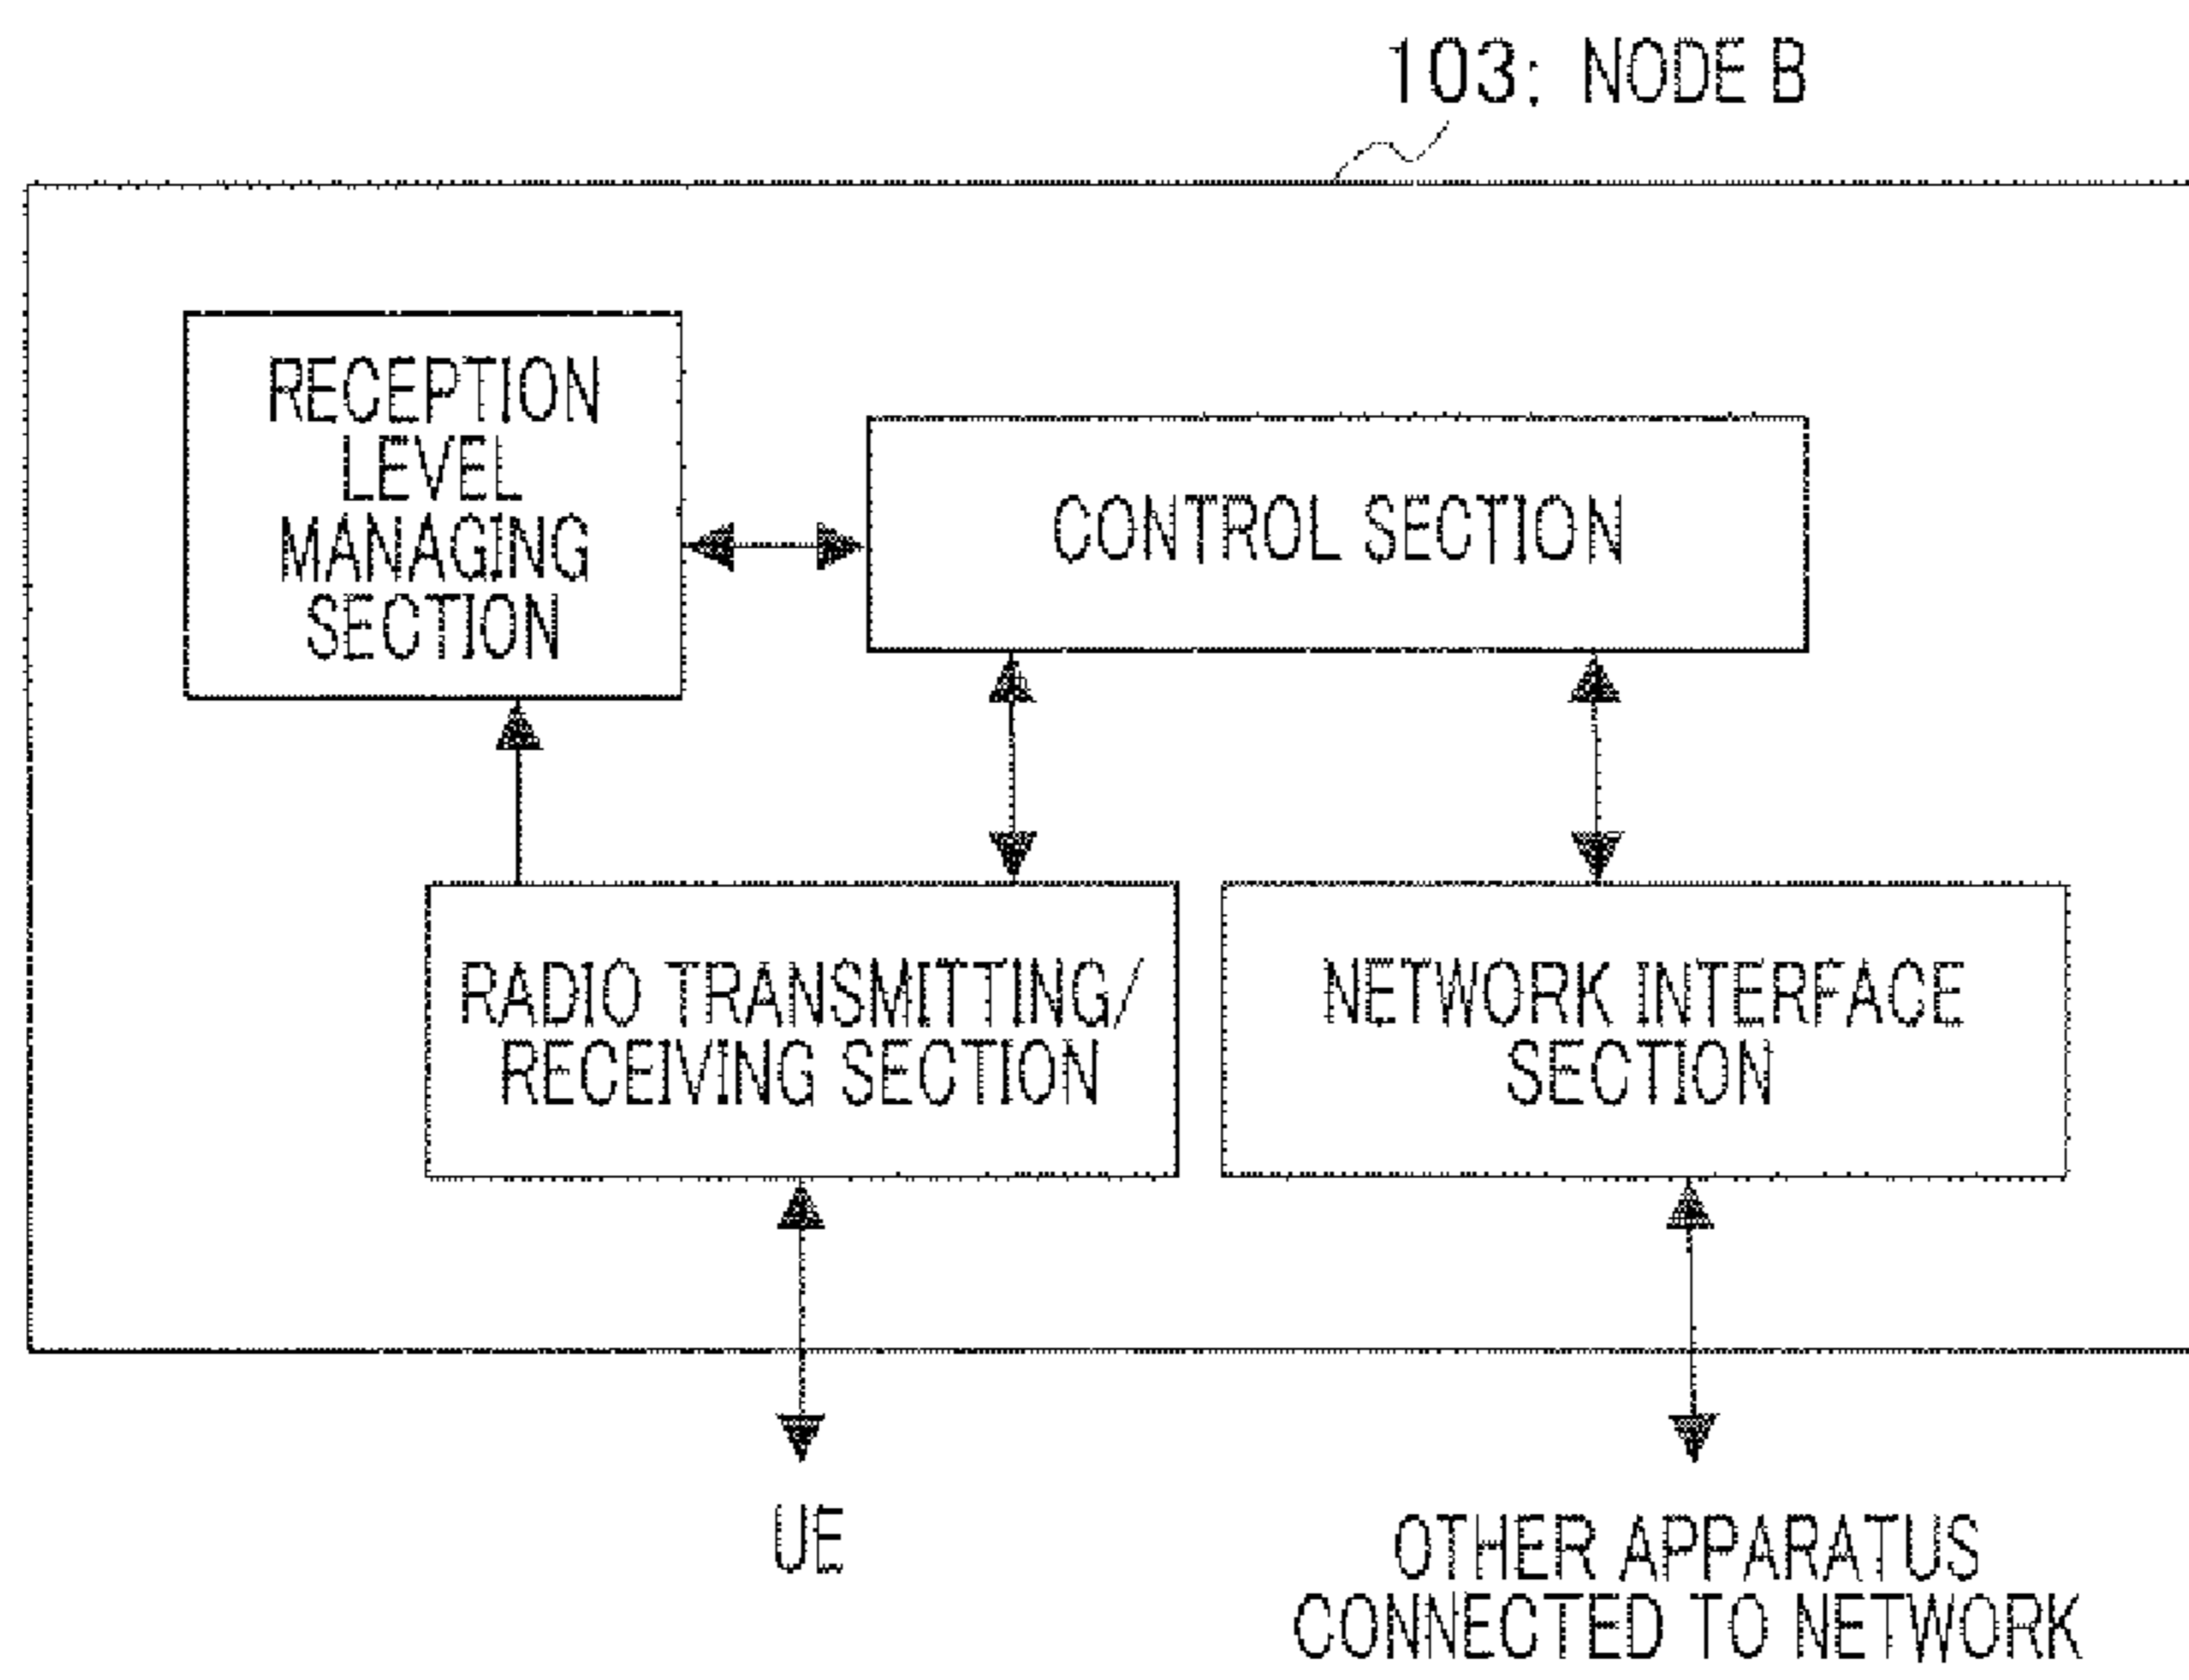 103: NODE B
RECEPTION
LEVEL
MANAGING
SECTION
CONTROL SECTION
RADIO TRANSMITTING/
RECEIVING SECTION
NETWORK INTERFACE
SECTION
UE
OTHER APPARATUS
CONNECTED TO NETWORK